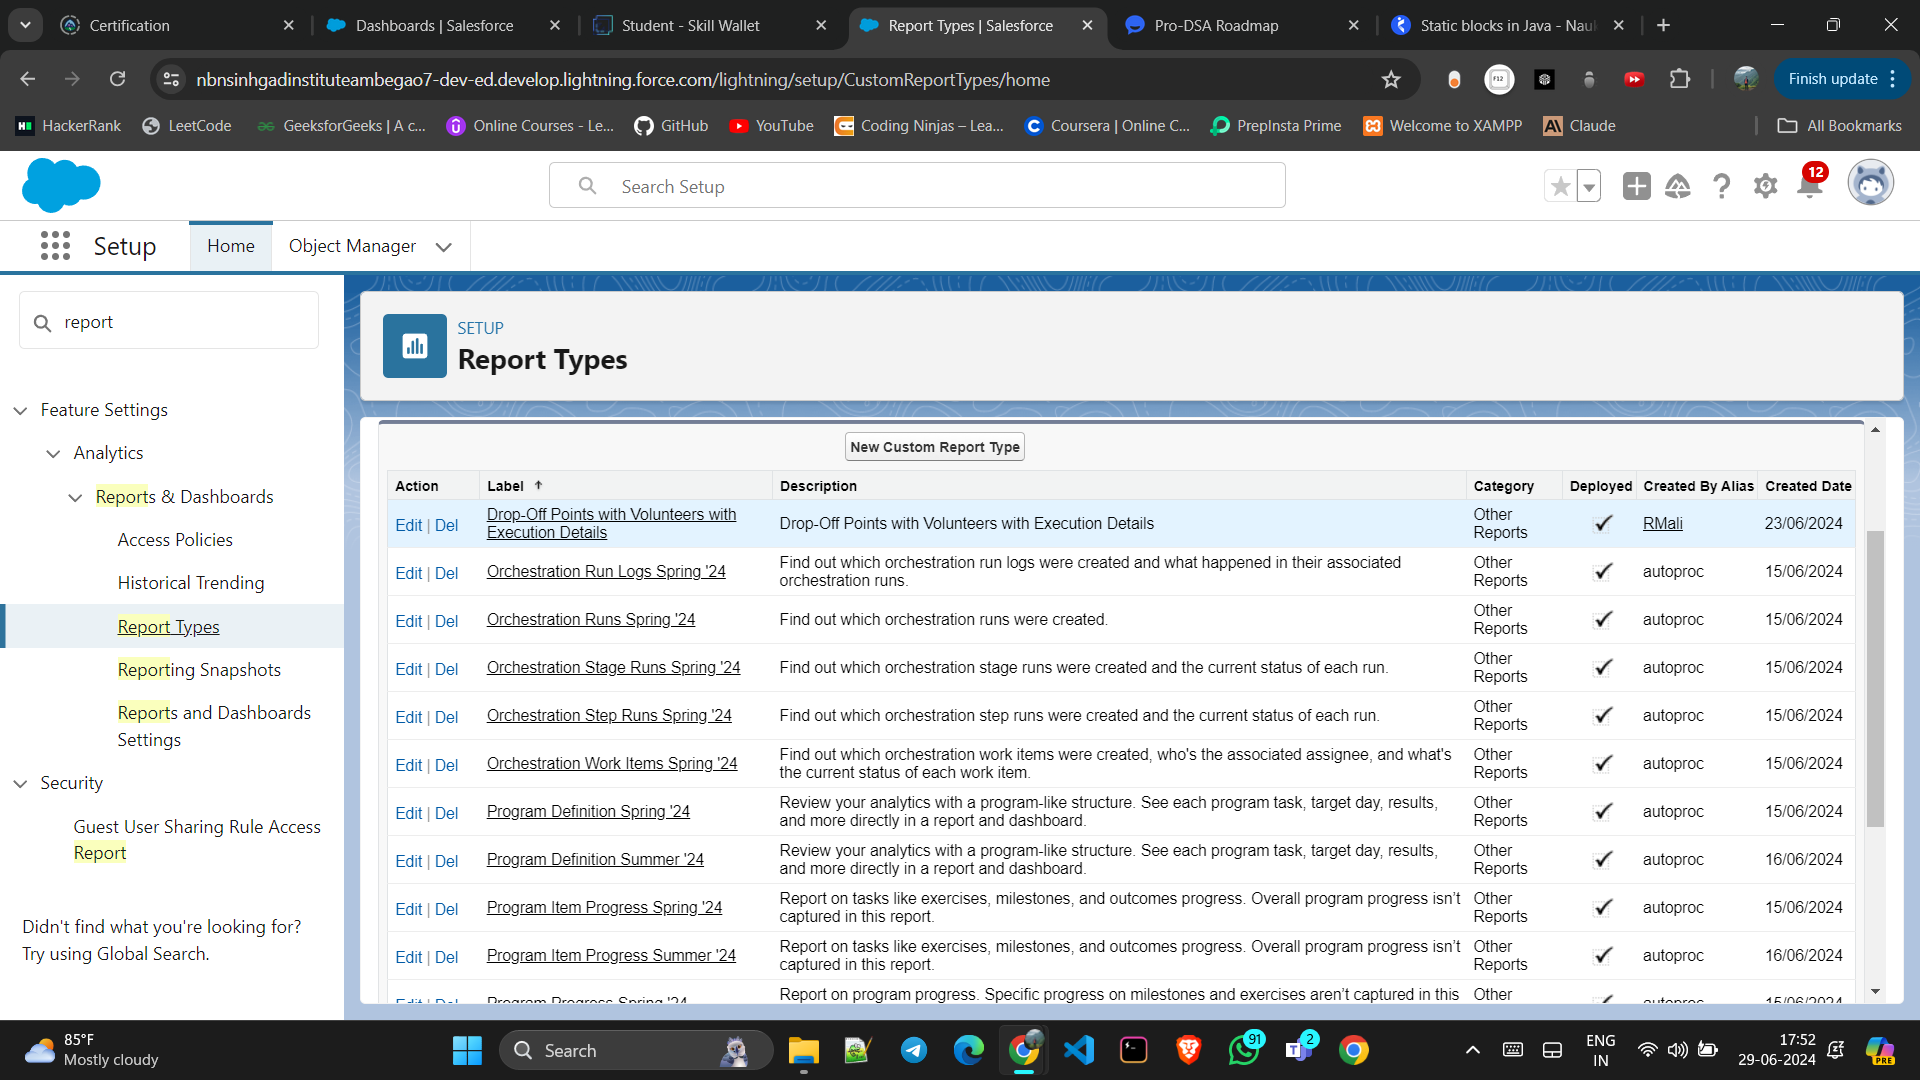 Certification
Dashboards | Salesforce
Student - Skill Wallet
Report Types | Salesforce
Pro-DSA Roadmap
Static blocks in Java - Nau
nbnsinhgadinstituteambegao7-dev-ed.develop.lightning.force.com/lightning/setup/CustomReportTypes/home
F12
Finish update
HackerRank
LeetCode
GeeksforGeeks | A c...
Online Courses - Le...
GitHub
YouTube
Coding Ninjas – Lea...
Coursera | Online C...
PrepInsta Prime
Welcome to XAMPP
Claude
All Bookmarks
Search Setup
12
Setup
Home
Object Manager
report
Feature Settings
Analytics
Reports & Dashboards
Access Policies
Historical Trending
Report Types
Reporting Snapshots
Reports and Dashboards
Settings
Security
Guest User Sharing Rule Access
Report
Didn't find what you're looking for?
Try using Global Search.
SETUP
Report Types
New Custom Report Type
Action Label Description Category Deployed Created By Alias Created Date
Edit | Del Drop-Off Points with Volunteers with Drop-Off Points with Volunteers with Execution Details Other RMali 23/06/2024
Execution Details Reports
Edit | Del Orchestration Run Logs Spring '24 Find out which orchestration run logs were created and what happened in their associated Other autoproc 15/06/2024
orchestration runs. Reports
Edit | Del Orchestration Runs Spring '24 Find out which orchestration runs were created. Other autoproc 15/06/2024
Reports
Edit | Del Orchestration Stage Runs Spring '24 Find out which orchestration stage runs were created and the current status of each run. Other autoproc 15/06/2024
Reports
Edit | Del Orchestration Step Runs Spring '24 Find out which orchestration step runs were created and the current status of each run. Other autoproc 15/06/2024
Reports
Edit | Del Orchestration Work Items Spring '24 Find out which orchestration work items were created, who's the associated assignee, and what's Other autoproc 15/06/2024
the current status of each work item. Reports
Edit | Del Program Definition Spring '24 Review your analytics with a program-like structure. See each program task, target day, results, Other autoproc 15/06/2024
and more directly in a report and dashboard. Reports
Edit | Del Program Definition Summer '24 Review your analytics with a program-like structure. See each program task, target day, results, Other autoproc 16/06/2024
and more directly in a report and dashboard. Reports
Edit | Del Program Item Progress Spring '24 Report on tasks like exercises, milestones, and outcomes progress. Overall program progress isn’t Other autoproc 15/06/2024
captured in this report. Reports
Edit | Del Program Item Progress Summer '24 Report on tasks like exercises, milestones, and outcomes progress. Overall program progress isn’t Other autoproc 16/06/2024
captured in this report. Reports
Edit | Del Program Progress Spring '24 Report on program progress. Specific progress on milestones and exercises aren’t captured in this Other autoproc 15/06/2024
85°F
Mostly cloudy
Search
91
2
ENG
IN
17:52
29-06-2024
PRE